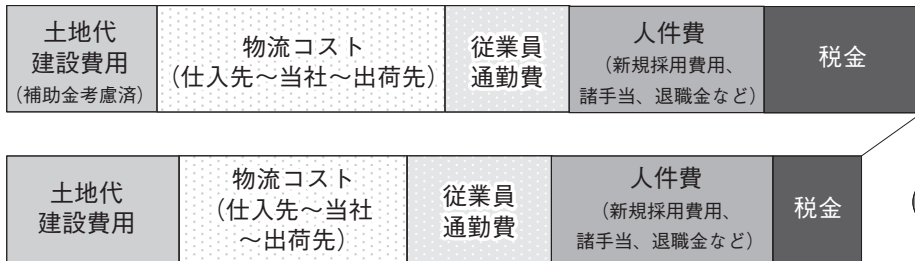 土地代
建設費用
(補助金考慮済)
物流コスト
(仕入先～当社～出荷先)
従業員
通勤費
人件費
(新規採用費用、
諸手当、退職金など)
税金
土地代
建設費用
物流コスト
(仕入先～当社
～出荷先)
従業員
通勤費
人件費
(新規採用費用、
諸手当、退職金など)
税金